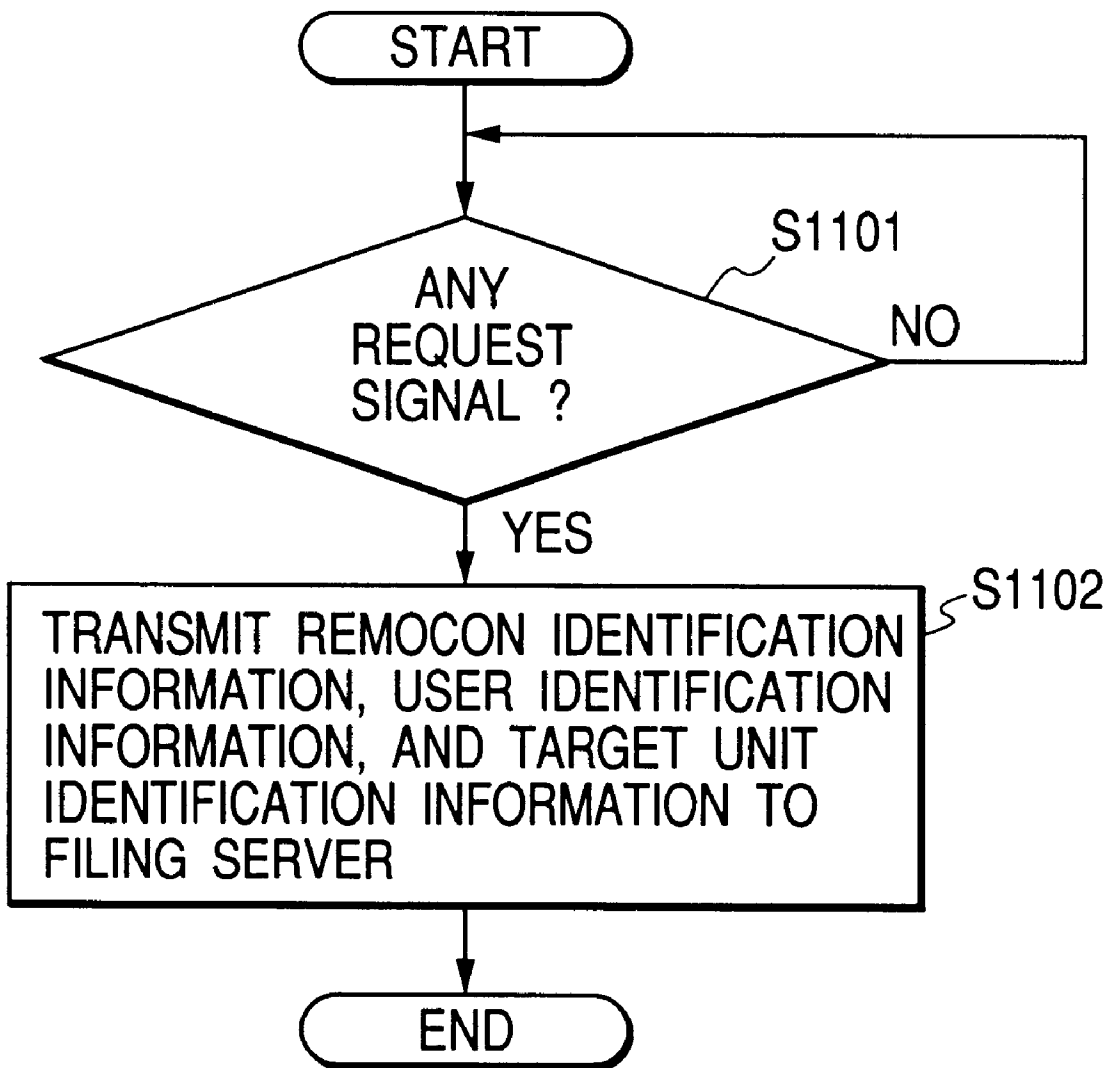 START
S1101
ANY
REQUEST
SIGNAL ?
NO
YES
S1102
TRANSMIT REMOCON IDENTIFICATION
INFORMATION, USER IDENTIFICATION
INFORMATION, AND TARGET UNIT
IDENTIFICATION INFORMATION TO
FILING SERVER
END